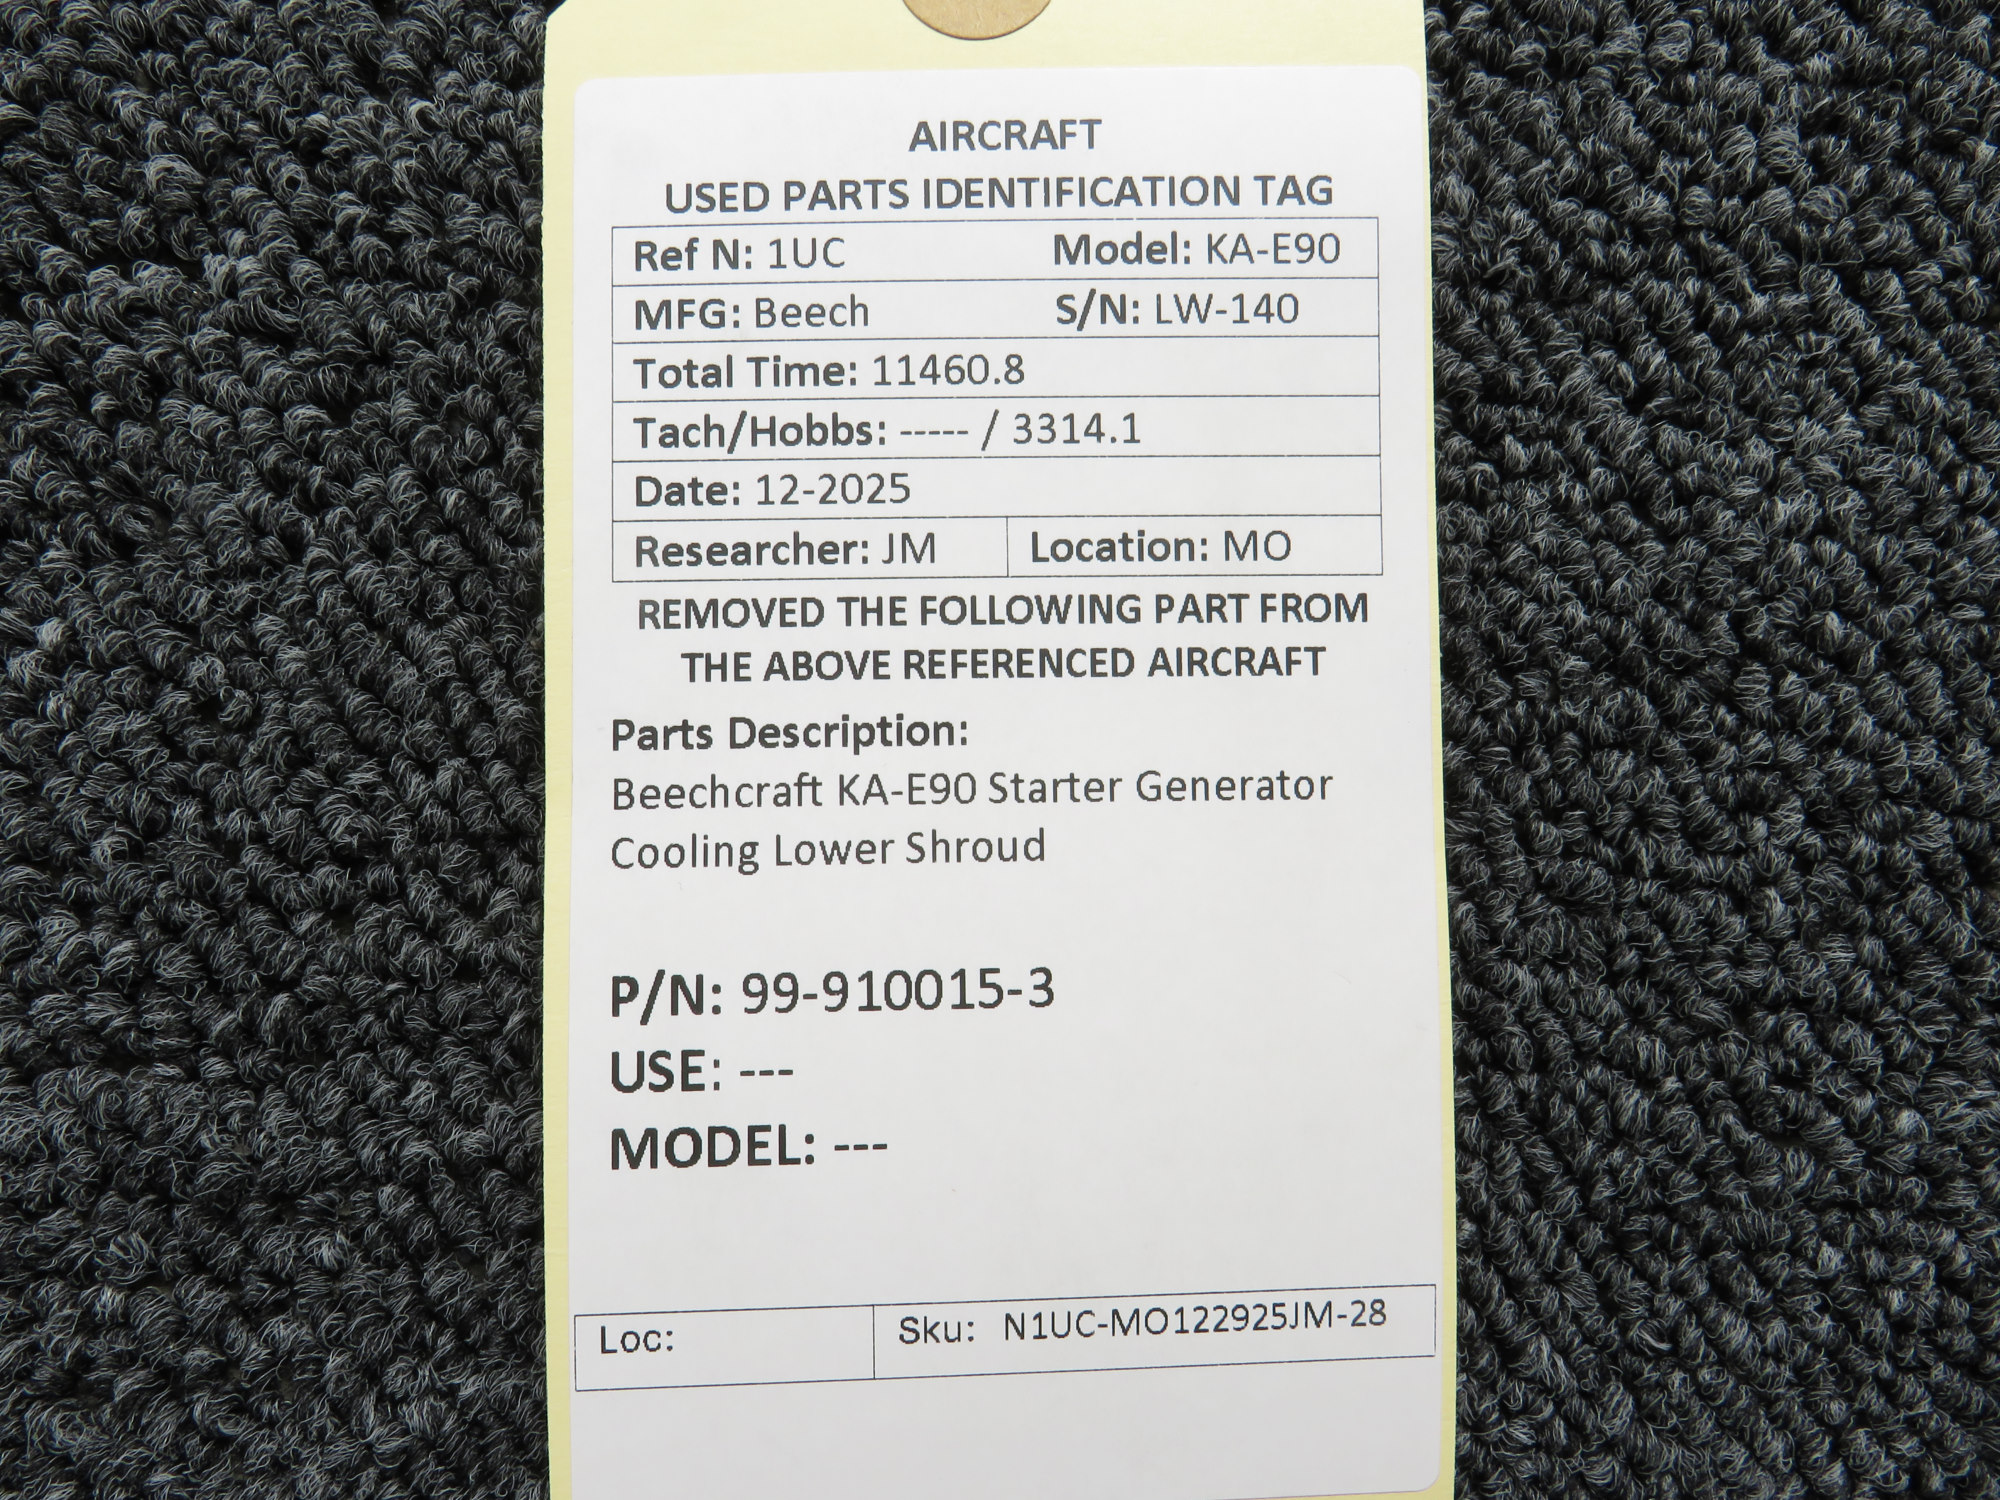 AIRCRAFT
USED PARTS IDENTIFICATION TAG
Ref N: 1UC Model: KA-E90
MFG: Beech S/N: LW-140
Total Time: 11460.8
Tach/Hobbs: ----- / 3314.1
Date: 12-2025
Researcher: JM Location: MO
REMOVED THE FOLLOWING PART FROM
THE ABOVE REFERENCED AIRCRAFT
Parts Description:
Beechcraft KA-E90 Starter Generator
Cooling Lower Shroud
P/N: 99-910015-3
USE: ---
MODEL: ---
Loc: Sku: N1UC-MO122925JM-28